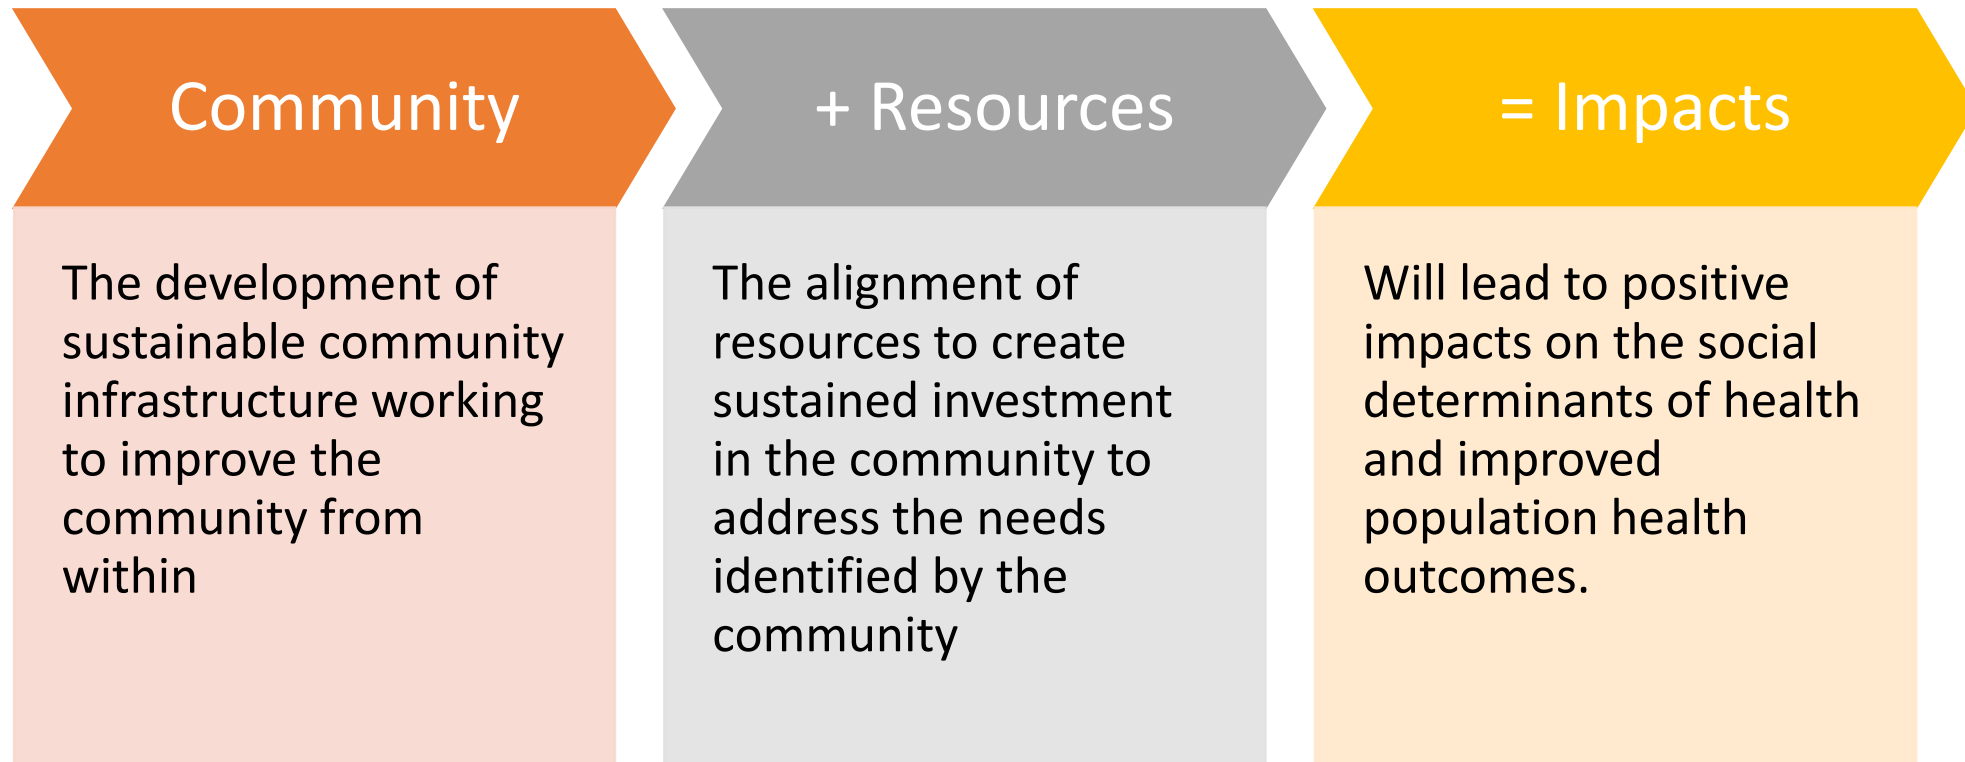 Community
The development of
sustainable community
infrastructure working
to improve the
community from
within
+ Resources
The alignment of
resources to create
sustained investment
in the community to
address the needs
identified by the
community
= Impacts
Will lead to positive
impacts on the social
determinants of health
and improved
population health
outcomes.